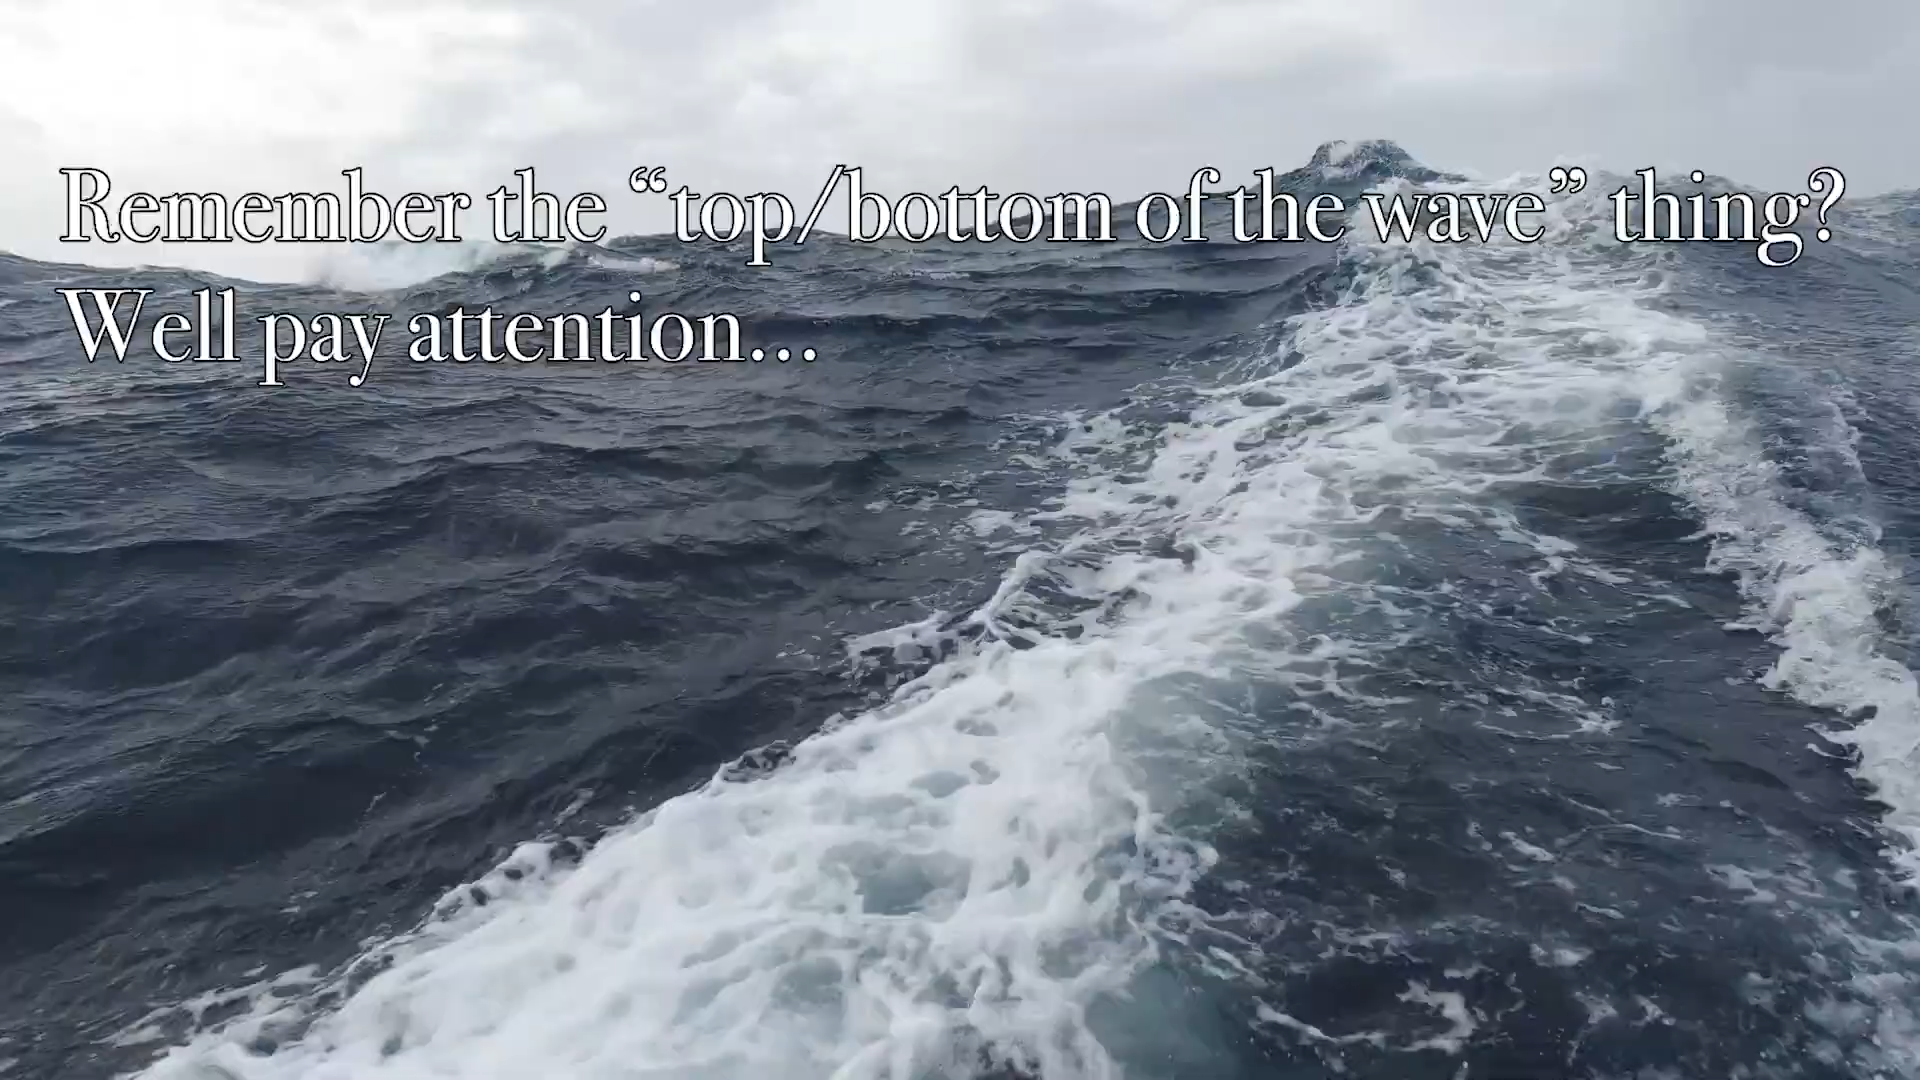 Remember the “top/bottom of the wave” thing?
Well pay attention...